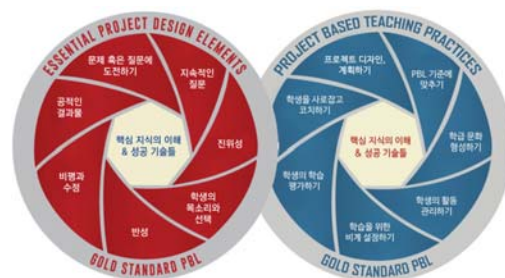 ESSENTIAL PROJECT DESIGN ELEMENTS
문제 혹은 질문에
도전하기
지속적인
질문
진위성
학생의
목소리와
선택
반성
비평과
수정
공적인
결과물
핵심 지식의 이해
& 성공 기술들
GOLD STANDARD PBL
PROJECT BASED TEACHING PRACTICES
프로젝트 디자인,
계획하기
PBL 기준에
맞추기
학급 문화
형성하기
학생의 활동
관리하기
학습을 위한
비계 설정하기
학생의 학습
평가하기
학생을 사로잡고
코치하기
핵심 지식의 이해
& 성공 기술들
GOLD STANDARD PBL